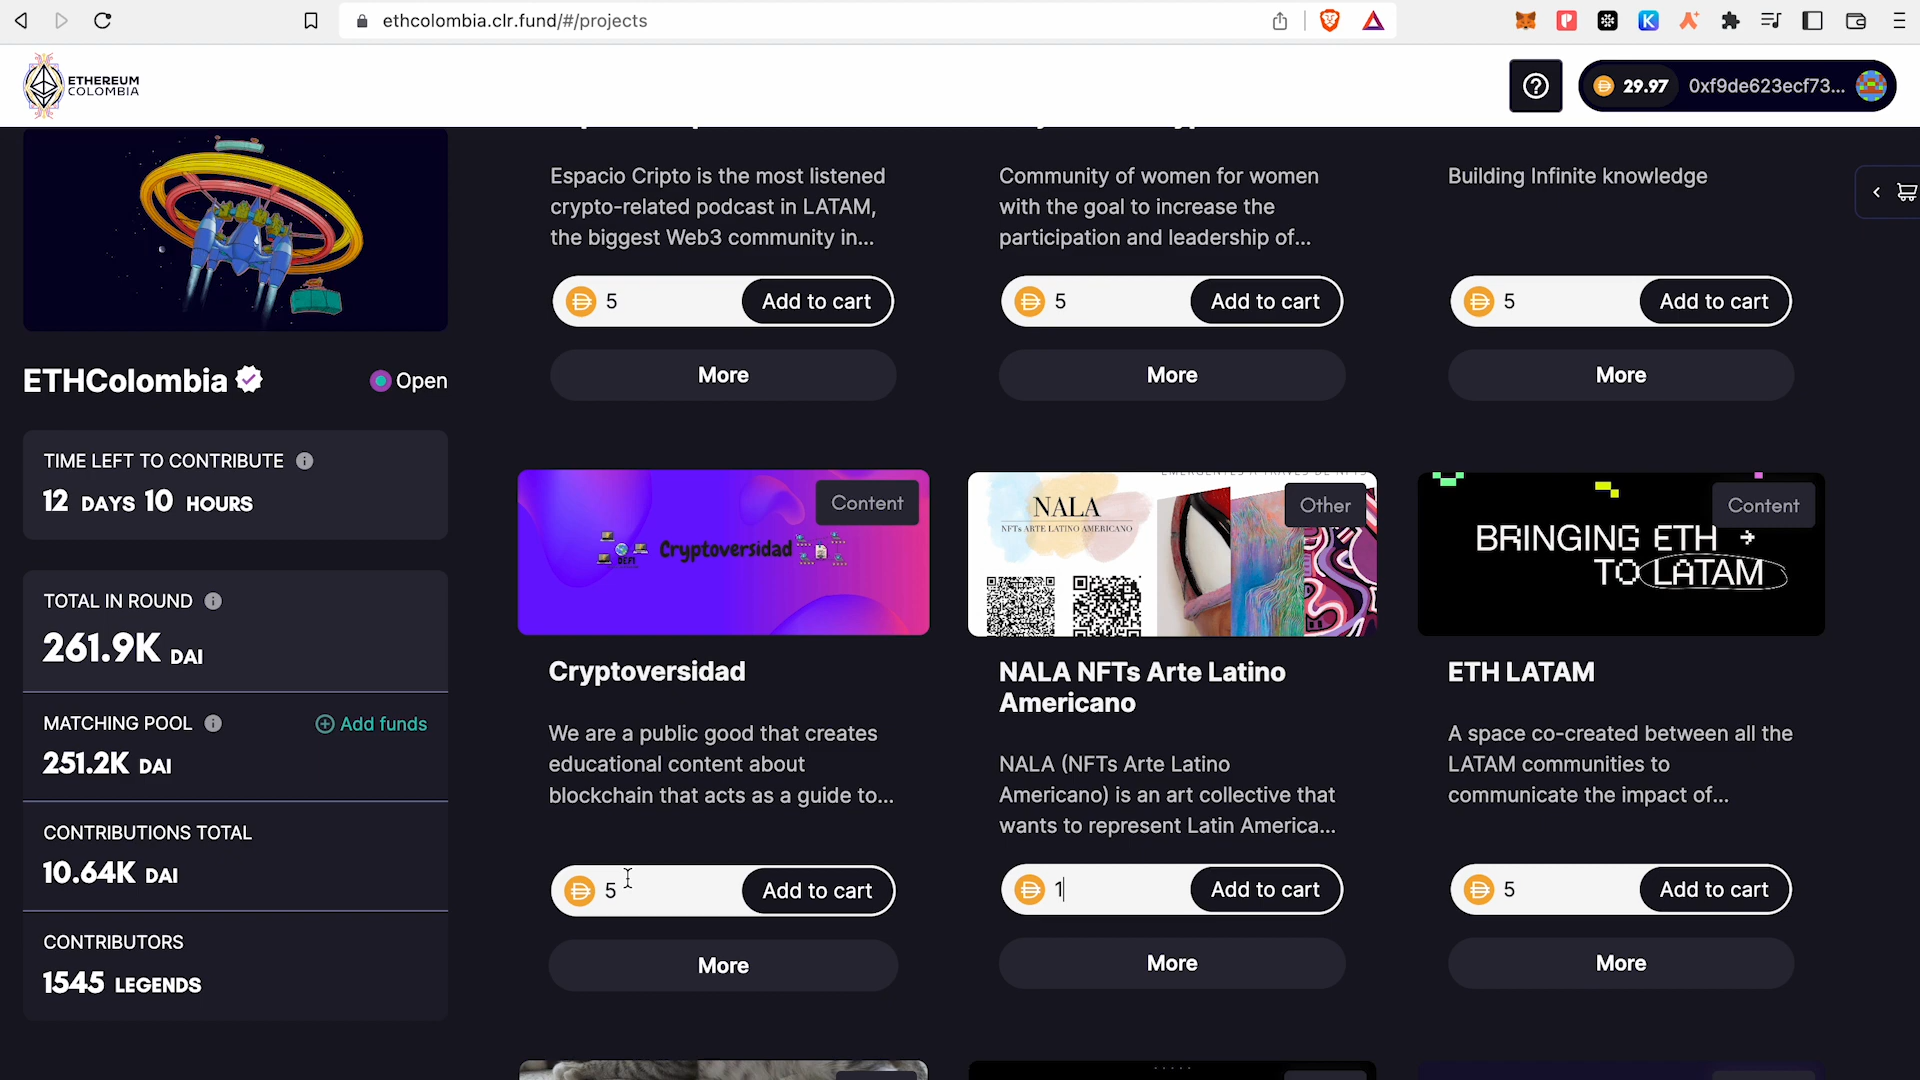 ethcolombia.clr.fund/#/projects
ETHEREUM
COLOMBIA
29.97
0xf9de623ecf73...
Espacio Cripto is the most listened
crypto-related podcast in LATAM,
the biggest Web3 community in...
Community of women for women
with the goal to increase the
participation and leadership of...
Building Infinite knowledge
5
Add to cart
5
Add to cart
5
Add to cart
More
More
More
ETHColombia
Open
TIME LEFT TO CONTRIBUTE
12 DAYS 10 HOURS
TOTAL IN ROUND
261.9K DAI
MATCHING POOL
Add funds
251.2K DAI
CONTRIBUTIONS TOTAL
10.64K DAI
CONTRIBUTORS
1545 LEGENDS
Content
DEFI
Cryptoversidad
Cryptoversidad
We are a public good that creates
educational content about
blockchain that acts as a guide to...
5
Add to cart
More
EMERGENTES A TRAVÉS DE NFTS
NALA
NFTs ARTE LATINO AMERICANO
Other
NALA NFTs Arte Latino
Americano
NALA (NFTs Arte Latino
Americano) is an art collective that
wants to represent Latin America...
1
Add to cart
More
Content
BRINGING ETH →
TO LATAM
ETH LATAM
A space co-created between all the
LATAM communities to
communicate the impact of...
5
Add to cart
More